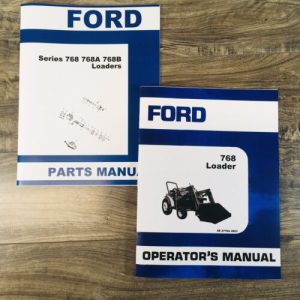 FORD
Series 768 768A 768B
Loaders
PARTS MANUAL
FORD
768
Loader
OPERATOR'S MANUAL